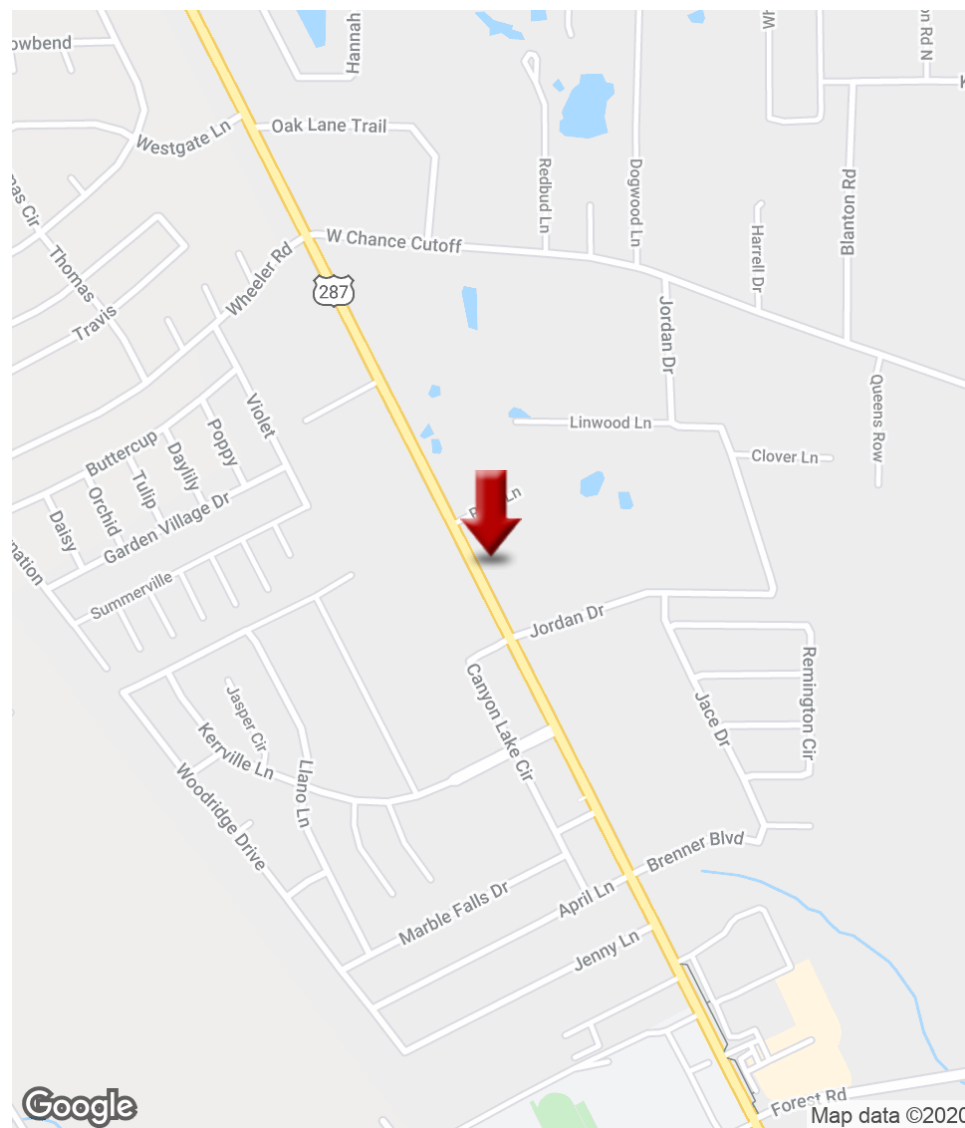 Hannah
Westgate Ln
Oak Lane Trail
Redbud Ln
Dogwood Ln
Blanton Rd
Harrell Dr
W Chance Cutoff
Thomas
Wheeler Rd
287
Travis
Jordan Dr
Queens Row
Violet
Linwood Ln
Clover Ln
Buttercup
Poppy
Daylily
Tulip
Orchid
Daisy
Garden Village Dr
Ln
Summerville
Jordan Dr
Canyon Lake Cir
Remington Cir
Jace Dr
Jasper Cir
Kerrville Ln
Llano Ln
Woodridge Drive
Brenner Blvd
Marble Falls Dr
April Ln
Jenny Ln
Forest Rd
Google
Map data ©2020